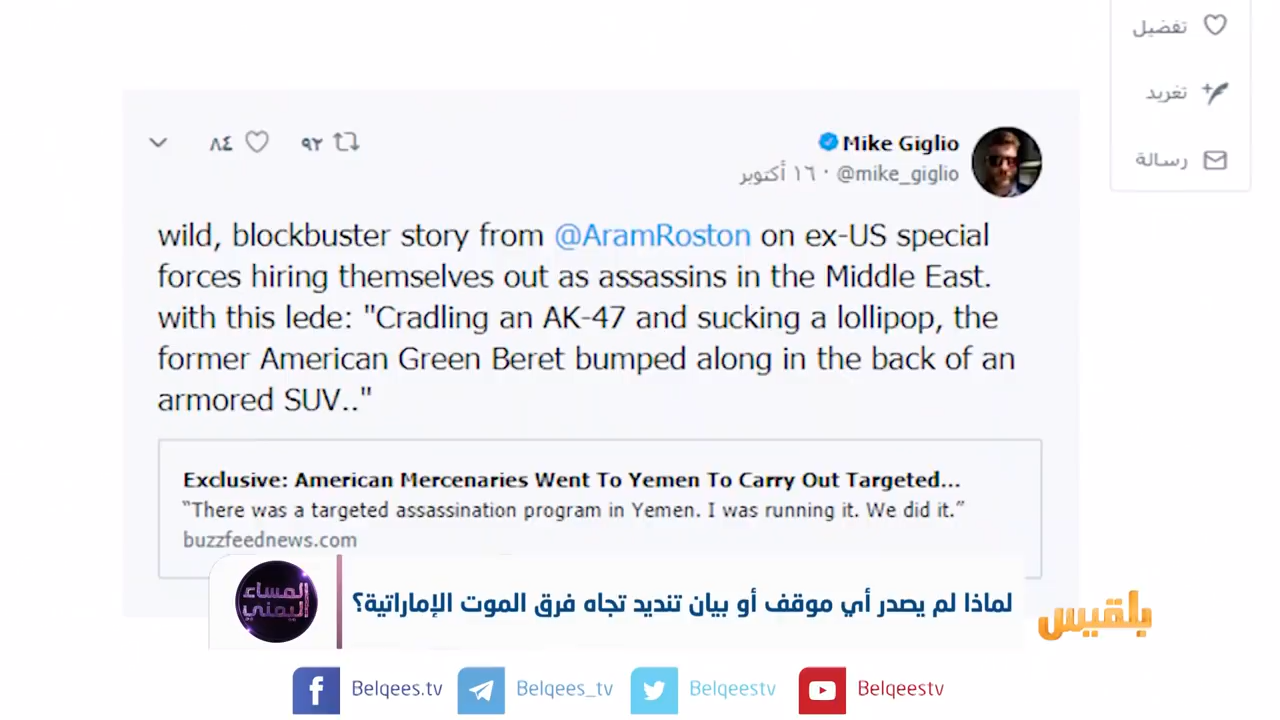 تفضيل
تغريد
رسالة
Mike Giglio
@mike_giglio · ١٦ أكتوبر
٩٢
٨٤
wild, blockbuster story from @AramRoston on ex-US special
forces hiring themselves out as assassins in the Middle East.
with this lede: "Cradling an AK-47 and sucking a lollipop, the
former American Green Beret bumped along in the back of an
armored SUV.."
Exclusive: American Mercenaries Went To Yemen To Carry Out Targeted...
“There was a targeted assassination program in Yemen. I was running it. We did it.”
buzzfeednews.com
المساء
اليمني
لماذا لم يصدر أي موقف أو بيان تنديد تجاه فرق الموت الإماراتية؟
بلقيس
Belqees.tv
Belqees_tv
Belqeestv
Belqeestv